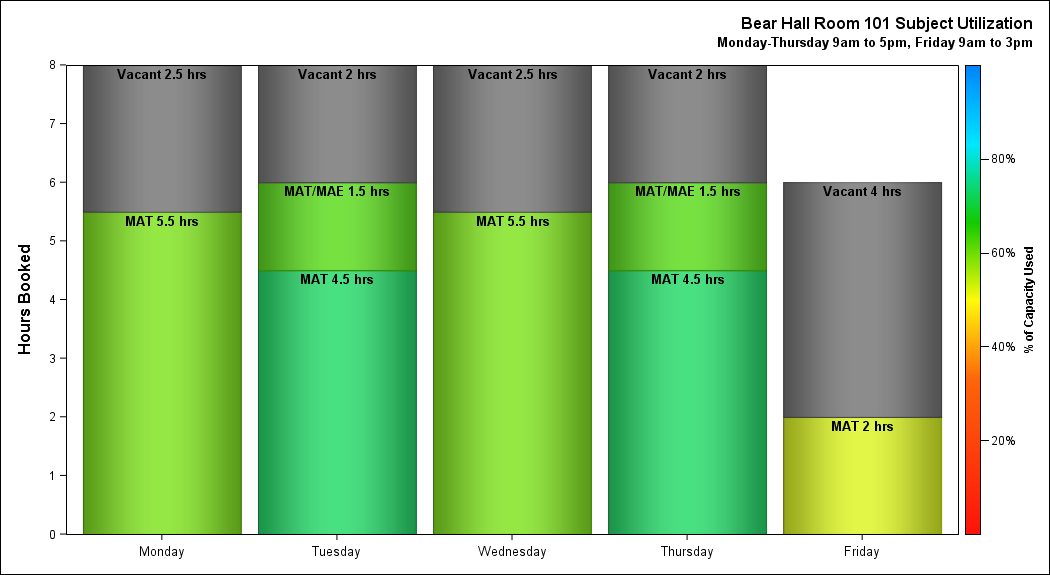 Bear Hall Room 101 Subject Utilization
Monday-Thursday 9am to 5pm, Friday 9am to 3pm
Hours Booked
8
7
6
5
4
3
2
1
0
Vacant 2.5 hrs
MAT 5.5 hrs
Vacant 2 hrs
MAT/MAE 1.5 hrs
MAT 4.5 hrs
Vacant 2.5 hrs
MAT 5.5 hrs
Vacant 2 hrs
MAT/MAE 1.5 hrs
MAT 4.5 hrs
Vacant 4 hrs
MAT 2 hrs
Monday
Tuesday
Wednesday
Thursday
Friday
80%
60%
40%
20%
% of Capacity Used